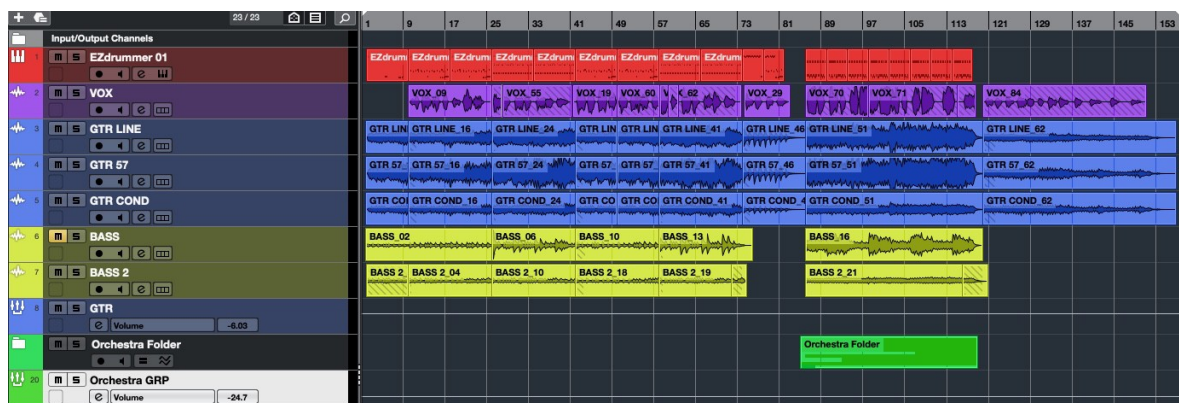 23 / 23
1 9 17 25 33 41 49 57 65 73 81 89 97 105 113 121 129 137 145 153
Input/Output Channels
1 m S EZdrummer 01
e
EZdrum EZdrum EZdrum EZdrum EZdrum EZdrum EZdrum EZdrum EZdrum
2 m S VOX
e
VOX_09 VOX_55 VOX_19 VOX_60 VOX_29 VOX_70 VOX_71 VOX_84
3 m S GTR LINE
e
GTR LIN GTR LINE_16 GTR LINE_24 GTR LIN GTR LIN GTR LINE_41 GTR LINE_46 GTR LINE_51 GTR LINE_62
4 m S GTR 57
e
GTR 57_ GTR 57_16 GTR 57_24 GTR 57_ GTR 57_ GTR 57_41 GTR 57_46 GTR 57_51 GTR 57_62
5 m S GTR COND
e
GTR CO GTR COND_16 GTR COND_24 GTR CO GTR CO GTR COND_41 GTR COND_4 GTR COND_51 GTR COND_62
6 m S BASS
e
BASS_02 BASS_06 BASS_10 BASS_13 BASS_16
7 m S BASS 2
e
BASS 2_ BASS 2_04 BASS 2_10 BASS 2_18 BASS 2_19 BASS 2_21
8 m S GTR
e Volume -6.03
m S Orchestra Folder
Orchestra Folder
20 m S Orchestra GRP
e Volume -24.7